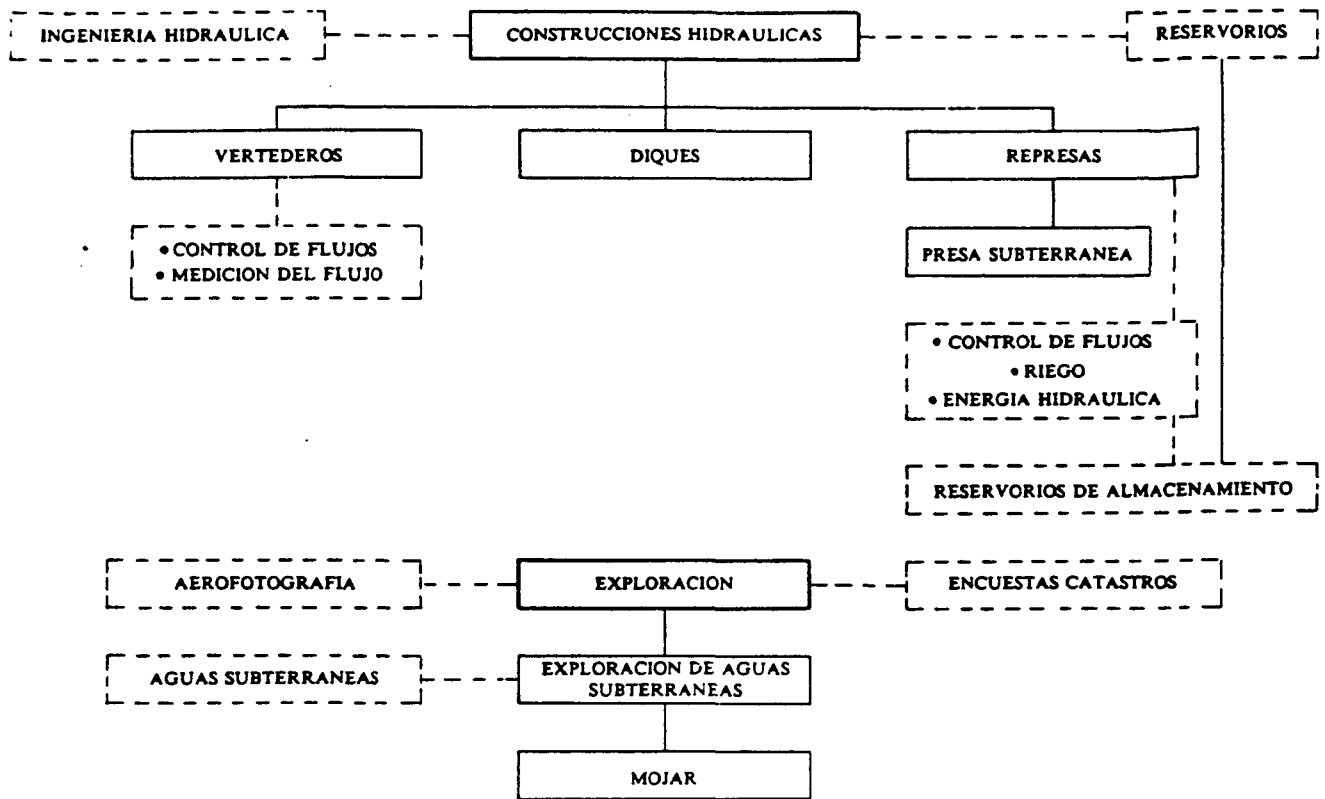 INGENIERIA HIDRAULICA
CONSTRUCCIONES HIDRAULICAS
RESERVORIOS
VERTEDEROS
DIQUES
REPRESAS
• CONTROL DE FLUJOS
• MEDICION DEL FLUJO
PRESA SUBTERRANEA
• CONTROL DE FLUJOS
• RIEGO
• ENERGIA HIDRAULICA
RESERVORIOS DE ALMACENAMIENTO
AEROFOTOGRAFIA
EXPLORACION
ENCUESTAS CATASTROS
AGUAS SUBTERRANEAS
EXPLORACION DE AGUAS
SUBTERRANEAS
MOJAR